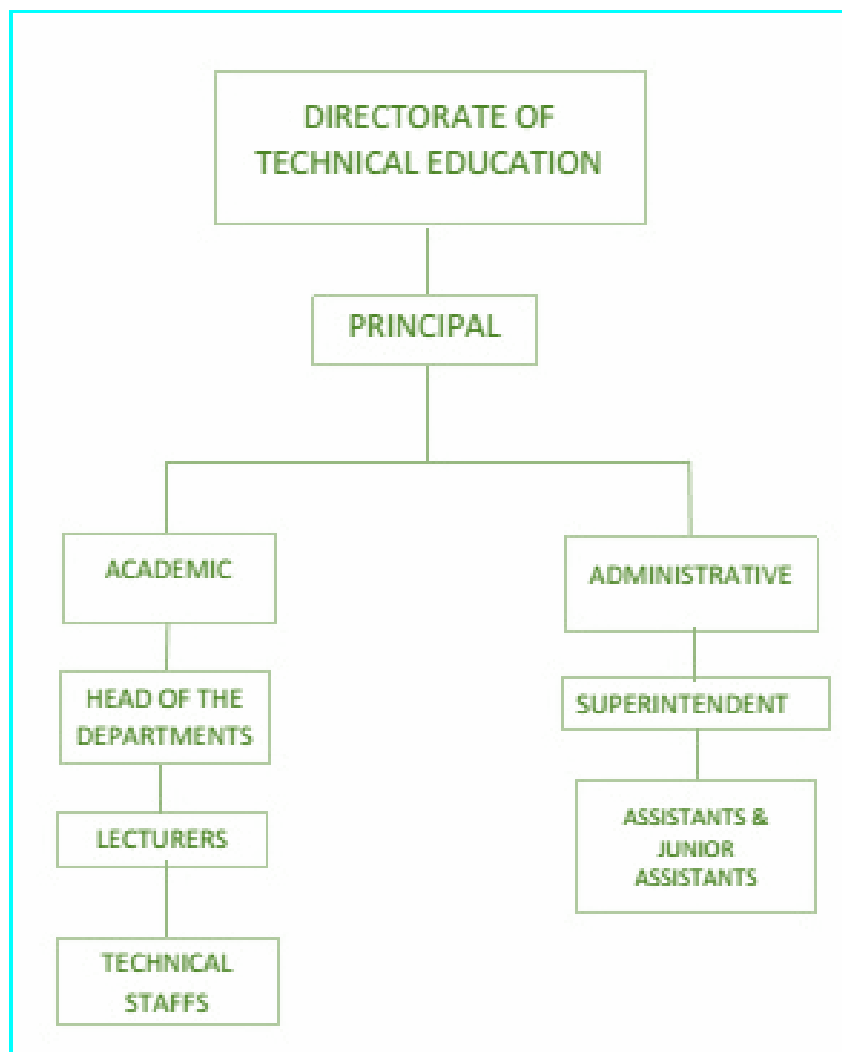 DIRECTORATE OF
TECHNICAL EDUCATION
PRINCIPAL
ACADEMIC
ADMINISTRATIVE
HEAD OF THE
DEPARTMENTS
SUPERINTENDENT
LECTURERS
ASSISTANTS &
JUNIOR
ASSISTANTS
TECHNICAL
STAFFS